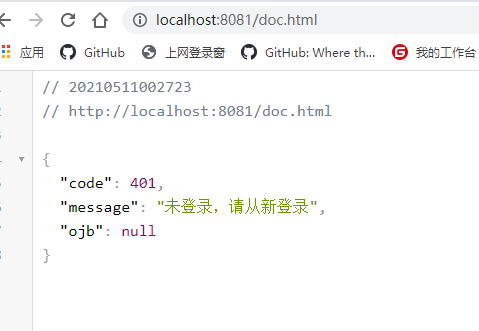 localhost:8081/doc.html
应用 GitHub 上网登录窗 GitHub: Where th... 我的工作台
// 20210511002723
// http://localhost:8081/doc.html
{
"code": 401,
"message": "未登录，请从新登录",
"ojb": null
}